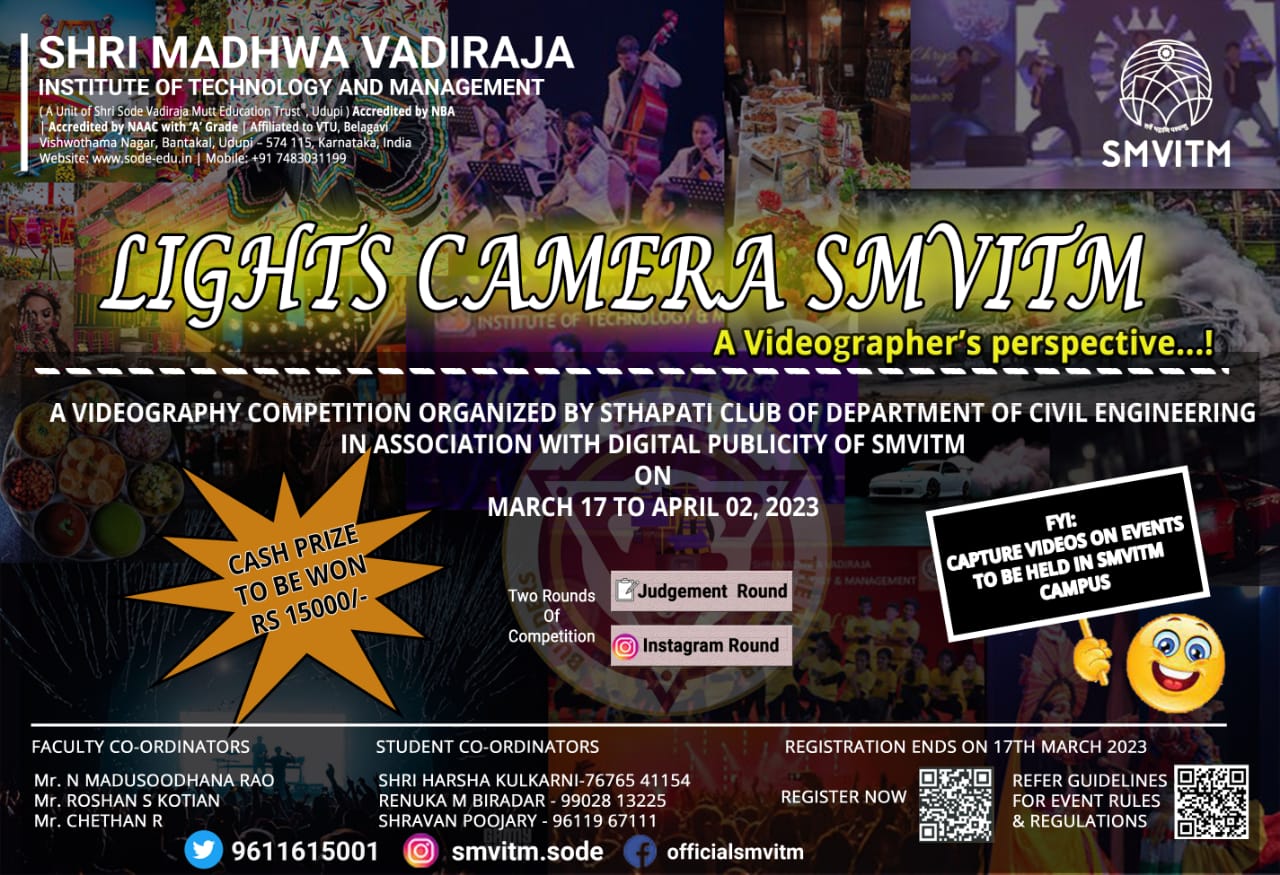 SHRI MADHWA VADIRAJA
INSTITUTE OF TECHNOLOGY AND MANAGEMENT
( A Unit of Shri Sode Vadiraja Mutt Education Trust®, Udupi ) Accredited by NBA
| Accredited by NAAC with 'A' Grade | Affiliated to VTU, Belagavi
Vishwothama Nagar, Bantakal, Udupi – 574 115, Karnataka, India
Website: www.sode-edu.in | Mobile: +91 7483031199
SMVITM
LIGHTS CAMERA SMVITM
INSTITUTE OF TECHNOLOGY & M
A Videographer's perspective...!
A VIDEOGRAPHY COMPETITION ORGANIZED BY STHAPATI CLUB OF DEPARTMENT OF CIVIL ENGINEERING
IN ASSOCIATION WITH DIGITAL PUBLICITY OF SMVITM
ON
MARCH 17 TO APRIL 02, 2023
CASH PRIZE
TO BE WON
RS 15000/-
Two Rounds
Of
Competition
Judgement Round
Instagram Round
FYI:
CAPTURE VIDEOS ON EVENTS
TO BE HELD IN SMVITM
CAMPUS
FACULTY CO-ORDINATORS
Mr. N MADUSOODHANA RAO
Mr. ROSHAN S KOTIAN
Mr. CHETHAN R
STUDENT CO-ORDINATORS
SHRI HARSHA KULKARNI-76765 41154
RENUKA M BIRADAR - 99028 13225
SHRAVAN POOJARY - 96119 67111
REGISTRATION ENDS ON 17TH MARCH 2023
REGISTER NOW
REFER GUIDELINES
FOR EVENT RULES
& REGULATIONS
9611615001
smvitm.sode
officialsmvitm